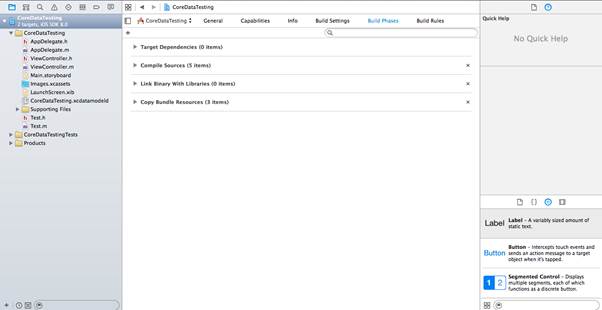 CoreDataTesting
2 targets, iOS SDK 8.0
CoreDataTesting
AppDelegate.h
AppDelegate.m
ViewController.h
ViewController.m
Main.storyboard
Images.xcassets
LaunchScreen.xib
CoreDataTesting.xcdatamodeld
Supporting Files
Test.h
Test.m
CoreDataTestingTests
Products
CoreDataTesting
CoreDataTesting General Capabilities Info Build Settings Build Phases Build Rules
Target Dependencies (0 items)
Compile Sources (5 items)
Link Binary With Libraries (0 items)
Copy Bundle Resources (3 items)
Quick Help
No Quick Help
Label
Label – A variably sized amount of
static text.
Button
Button – Intercepts touch events and
sends an action message to a target
object when it's tapped.
1 2
Segmented Control – Displays
multiple segments, each of which
functions as a discrete button.